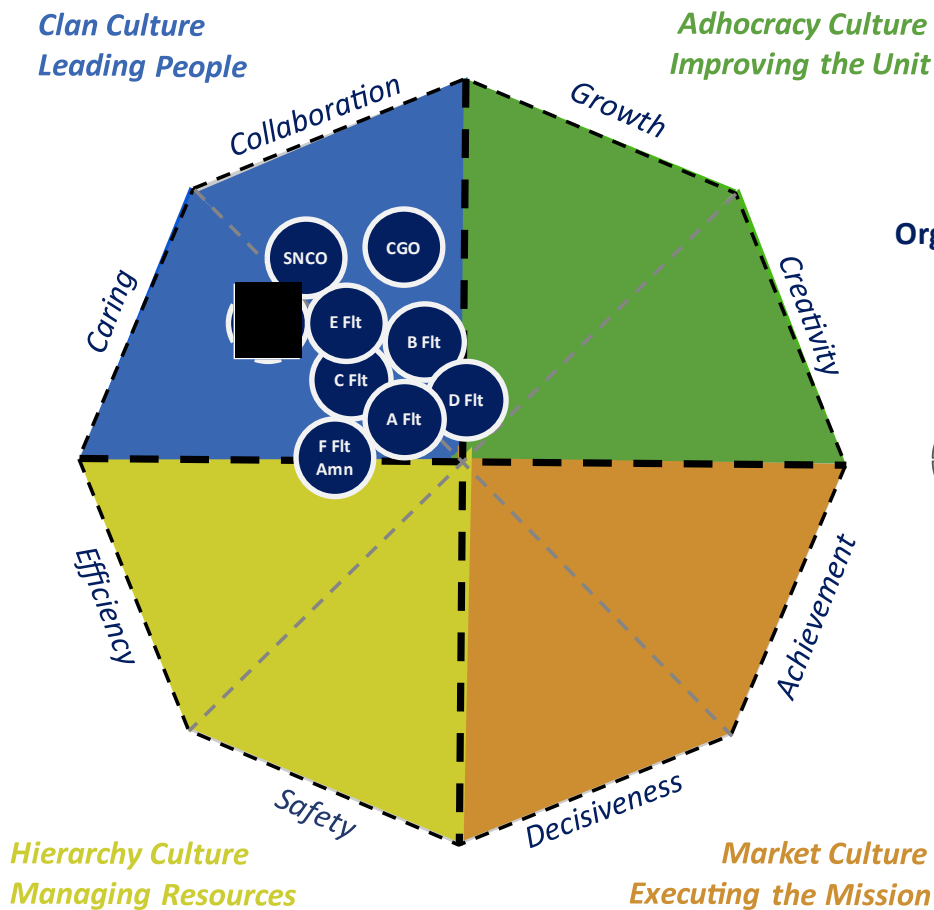 Clan Culture
Leading People
Adhocracy Culture
Improving the Unit
Collaboration
Growth
Caring
Creativity
SNCO
CGO
E Flt
B Flt
C Flt
D Flt
A Flt
F Flt
Amn
Efficiency
Achievement
Safety
Decisiveness
Hierarchy Culture
Managing Resources
Market Culture
Executing the Mission